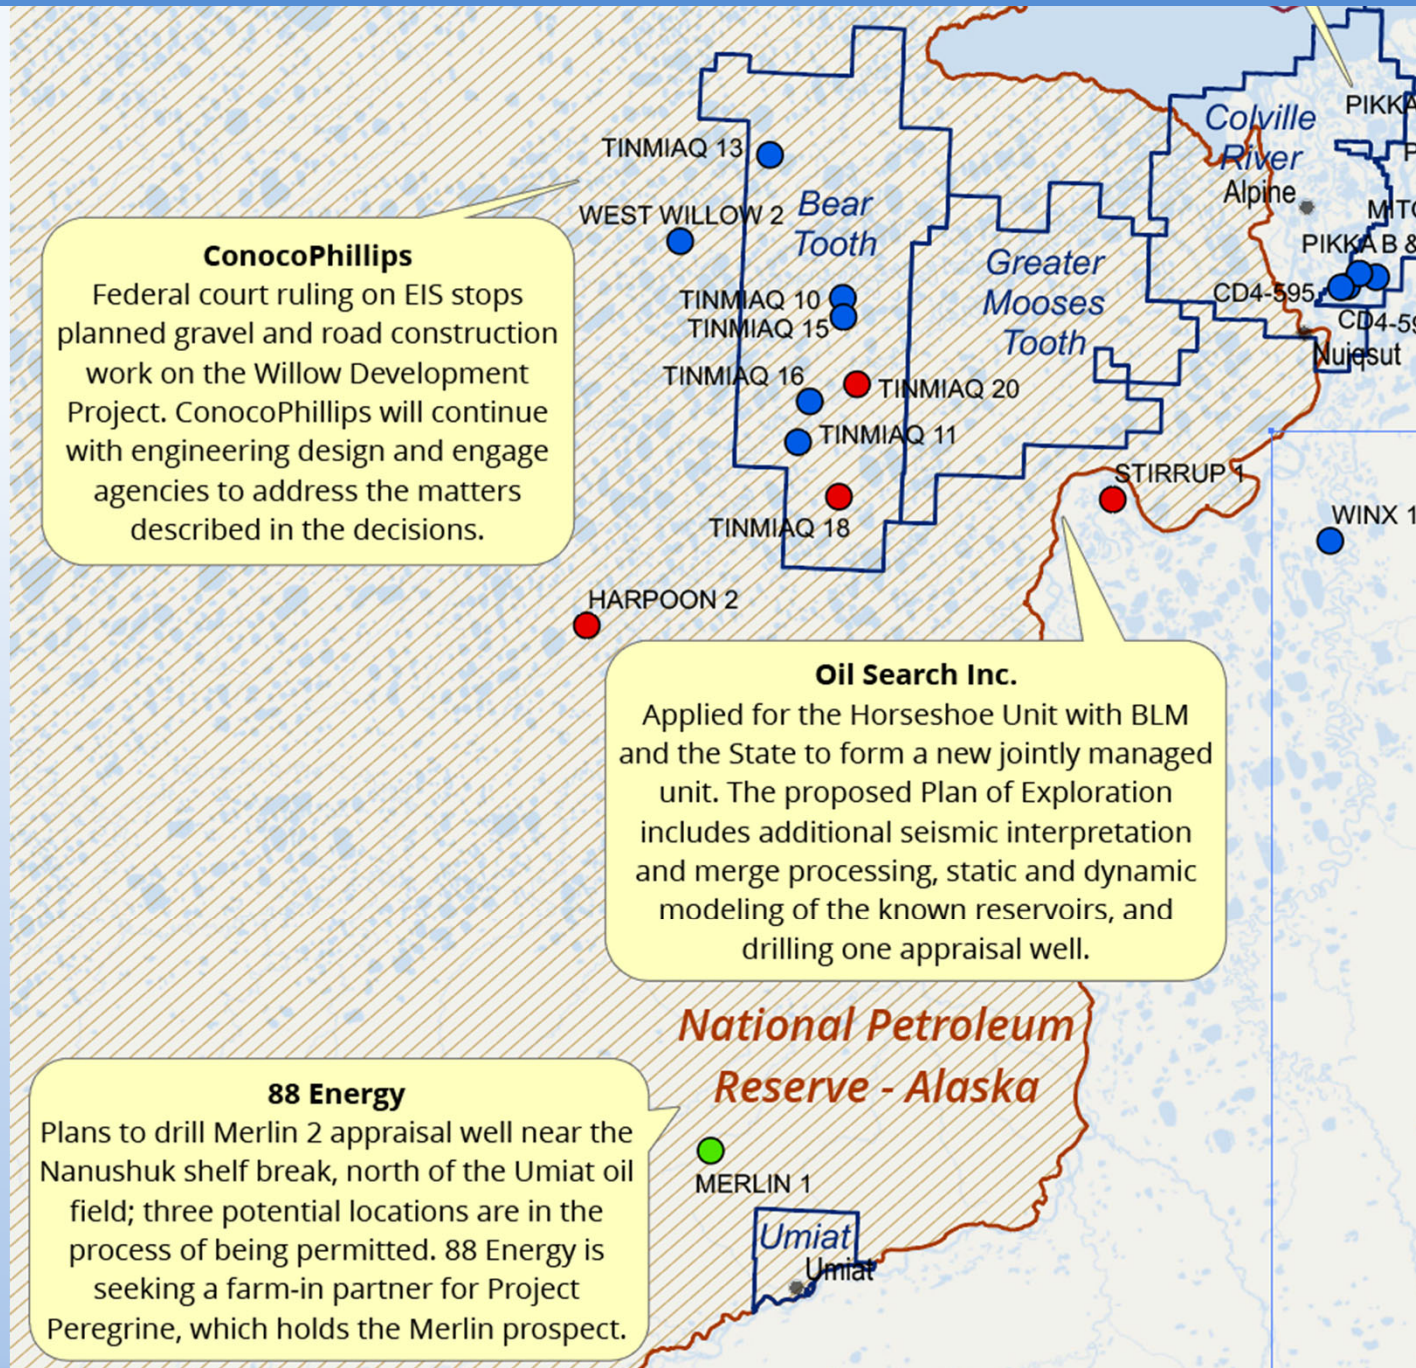 Colville
River
PIKKA
TINMIAQ 13
Alpine
WEST WILLOW 2
Bear
Tooth
MIT
PIKKA B &
ConocoPhillips
Federal court ruling on EIS stops
planned gravel and road construction
work on the Willow Development
Project. ConocoPhillips will continue
with engineering design and engage
agencies to address the matters
described in the decisions.
Greater
Mooses
Tooth
TINMIAQ 10
TINMIAQ 15
CD4-595
CD4-59
Nuiqsut
TINMIAQ 16
TINMIAQ 20
TINMIAQ 11
STIRRUP 1
TINMIAQ 18
WINX 1
HARPOON 2
Oil Search Inc.
Applied for the Horseshoe Unit with BLM
and the State to form a new jointly managed
unit. The proposed Plan of Exploration
includes additional seismic interpretation
and merge processing, static and dynamic
modeling of the known reservoirs, and
drilling one appraisal well.
National Petroleum
Reserve - Alaska
88 Energy
Plans to drill Merlin 2 appraisal well near the
Nanushuk shelf break, north of the Umiat oil
field; three potential locations are in the
process of being permitted. 88 Energy is
seeking a farm-in partner for Project
Peregrine, which holds the Merlin prospect.
MERLIN 1
Umiat
Umiat